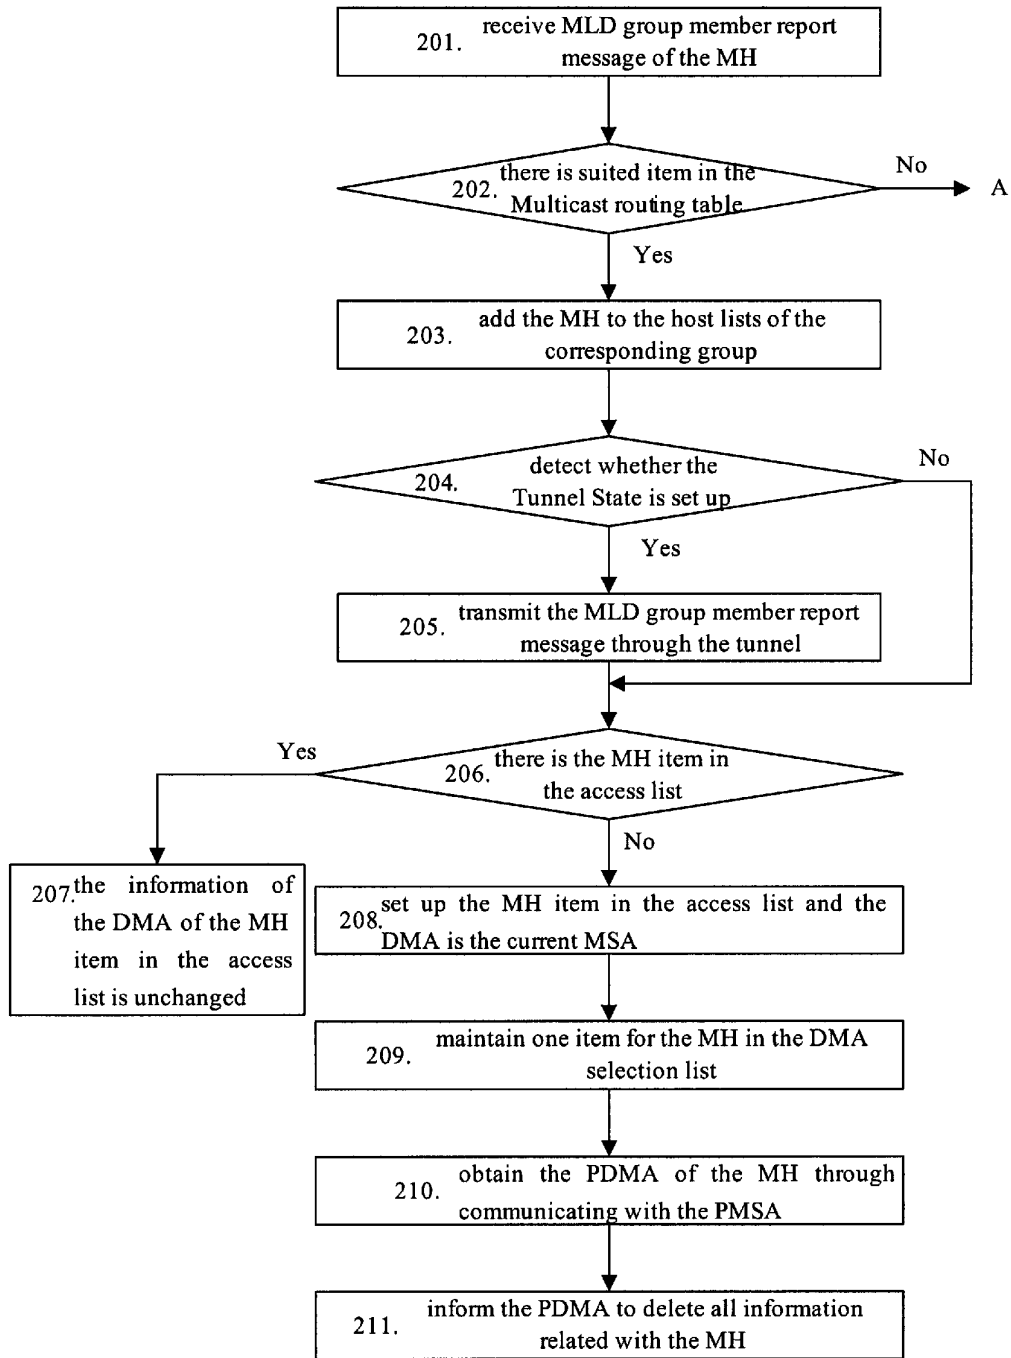 201. receive MLD group member report
message of the MH
202. there is suited item in the
Multicast routing table
No
A
Yes
203. add the MH to the host lists of the
corresponding group
204. detect whether the
Tunnel State is set up
No
Yes
205. transmit the MLD group member report
message through the tunnel
206. there is the MH item in
the access list
Yes
No
207. the information of
the DMA of the MH
item in the access
list is unchanged
208. set up the MH item in the access list and the
DMA is the current MSA
209. maintain one item for the MH in the DMA
selection list
210. obtain the PDMA of the MH through
communicating with the PMSA
211. inform the PDMA to delete all information
related with the MH